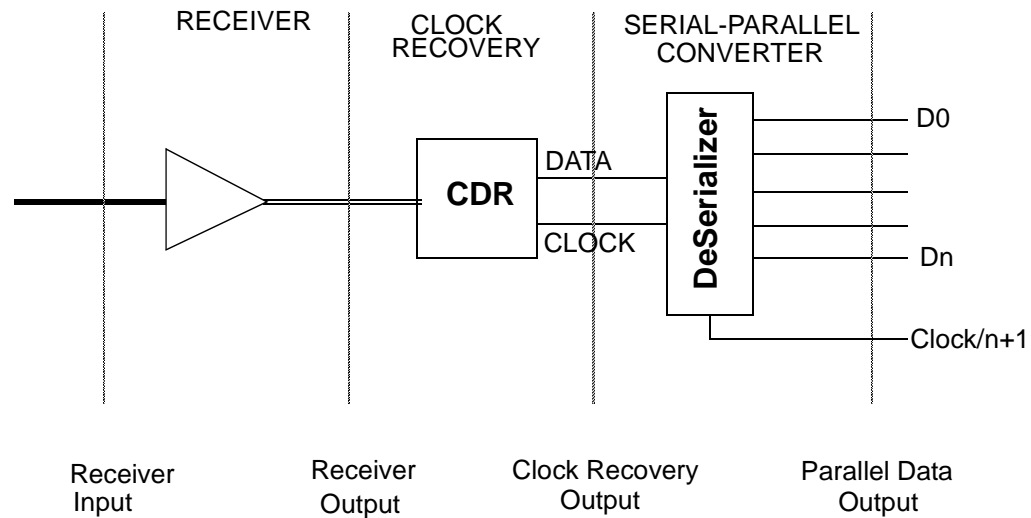 RECEIVER
CLOCK
RECOVERY
SERIAL-PARALLEL
CONVERTER
CDR
DATA
CLOCK
DeSerializer
D0
Dn
Clock/n+1
Receiver
Input
Receiver
Output
Clock Recovery
Output
Parallel Data
Output